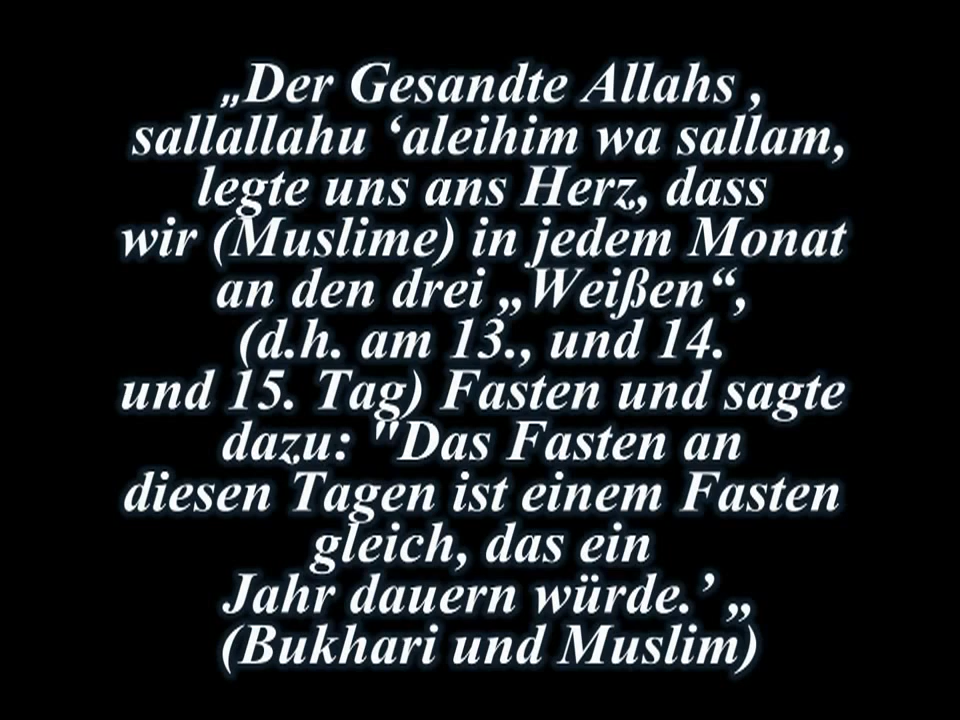 „Der Gesandte Allahs ,
sallallahu ‘aleihim wa sallam,
legte uns ans Herz, dass
wir (Muslime) in jedem Monat
an den drei „Weißen“,
(d.h. am 13., und 14.
und 15. Tag) Fasten und sagte
dazu: "Das Fasten an
diesen Tagen ist einem Fasten
gleich, das ein
Jahr dauern würde.’ „
(Bukhari und Muslim)